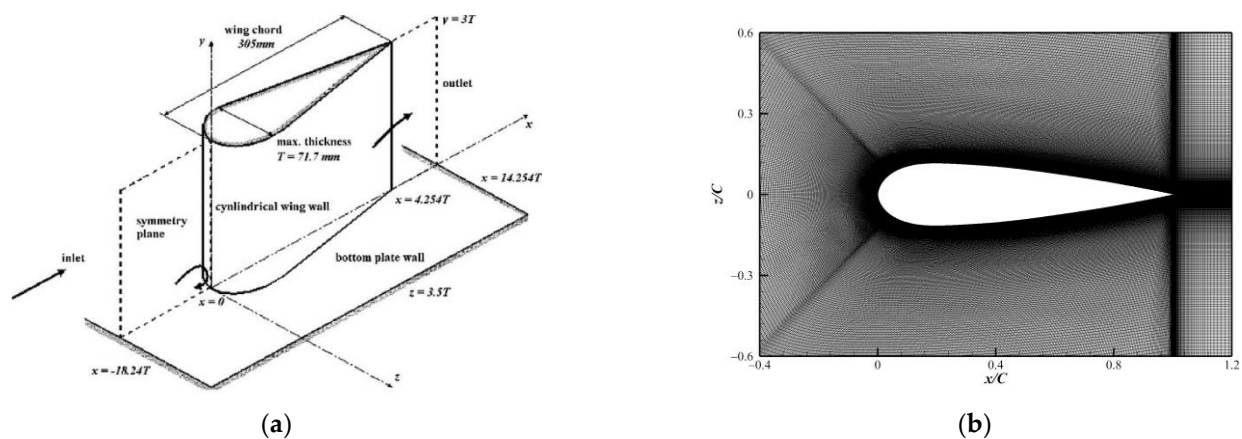 wing chord
305mm
y
y = 3T
outlet
x
max. thickness
T = 71.7 mm
x = 14.254T
x = 4.254T
cynlindrical wing wall
symmetry
plane
bottom plate wall
inlet
z = 3.5T
x = 0
x = -18.24T
z
(a)
0.6
0.3
0
-0.3
-0.6
z/C
-0.4
0
0.4
0.8
1.2
x/C
(b)